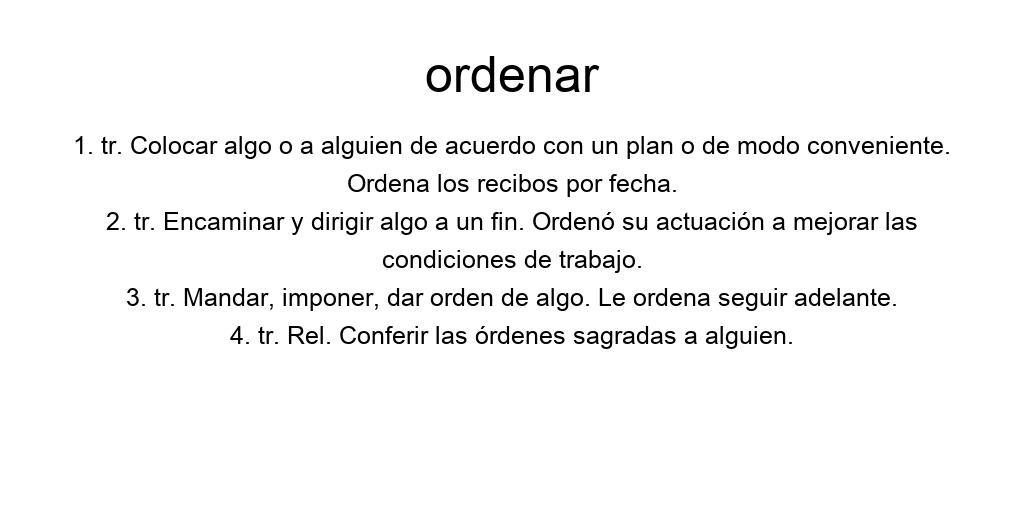 ordenar
1. tr. Colocar algo o a alguien de acuerdo con un plan o de modo conveniente.
Ordena los recibos por fecha.
2. tr. Encaminar y dirigir algo a un fin. Ordenó su actuación a mejorar las
condiciones de trabajo.
3. tr. Mandar, imponer, dar orden de algo. Le ordena seguir adelante.
4. tr. Rel. Conferir las órdenes sagradas a alguien.